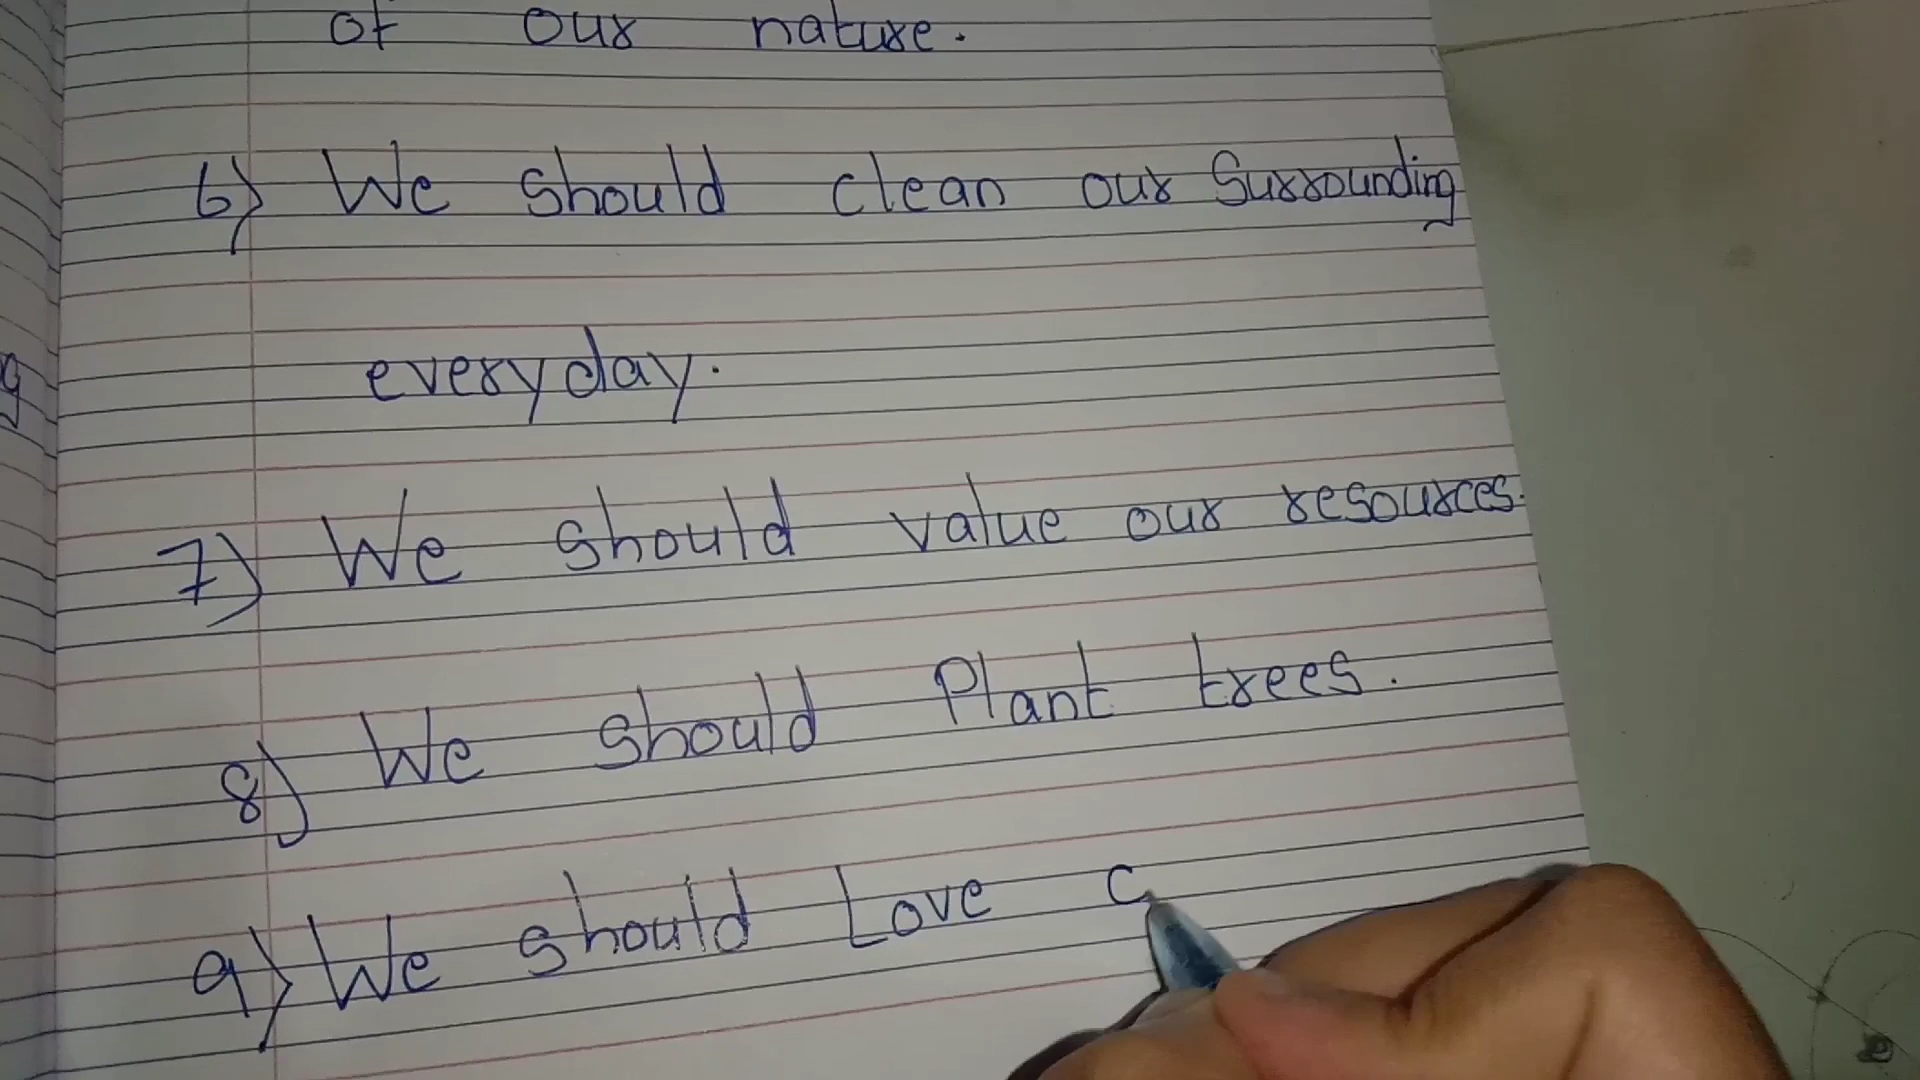 of our nature.
6) We should clean our Surrounding
everyday.
g
7) We should value our resources.
8) We should Plant trees.
9) We should Love